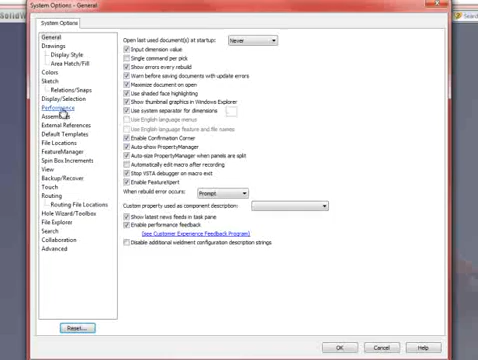 System Options - General
System Options
General
Drawings
Display Style
Area Hatch/Fill
Colors
Sketch
Relations/Snaps
Display/Selection
Performance
External References
Default Templates
File Locations
FeatureManager
Spin Box Increments
View
Backup/Recover
Touch
Routing
Routing File Locations
Hole Wizard/Toolbox
File Explorer
Search
Collaboration
Advanced
Reset...
Open last used document(s) at startup: Never
Input dimension value
Single command per pick
Show errors every rebuild
Warn before saving documents with update errors
Maximize document on open
Use shaded face highlighting
Show thumbnail graphics in Windows Explorer
Use system separator for dimensions .
Use English language menus
Use English language feature and file names
Enable Confirmation Corner
Auto-show PropertyManager
Auto-size PropertyManager when panels are split
Automatically edit macro after recording
Stop VSTA debugger on macro exit
Enable FeatureXpert
When rebuild error occurs: Prompt
Custom property used as component description:
Show latest news feeds in task pane
Enable performance feedback
(see Customer Experience Feedback Program)
Disable additional weldment configuration description strings
OK Cancel Help